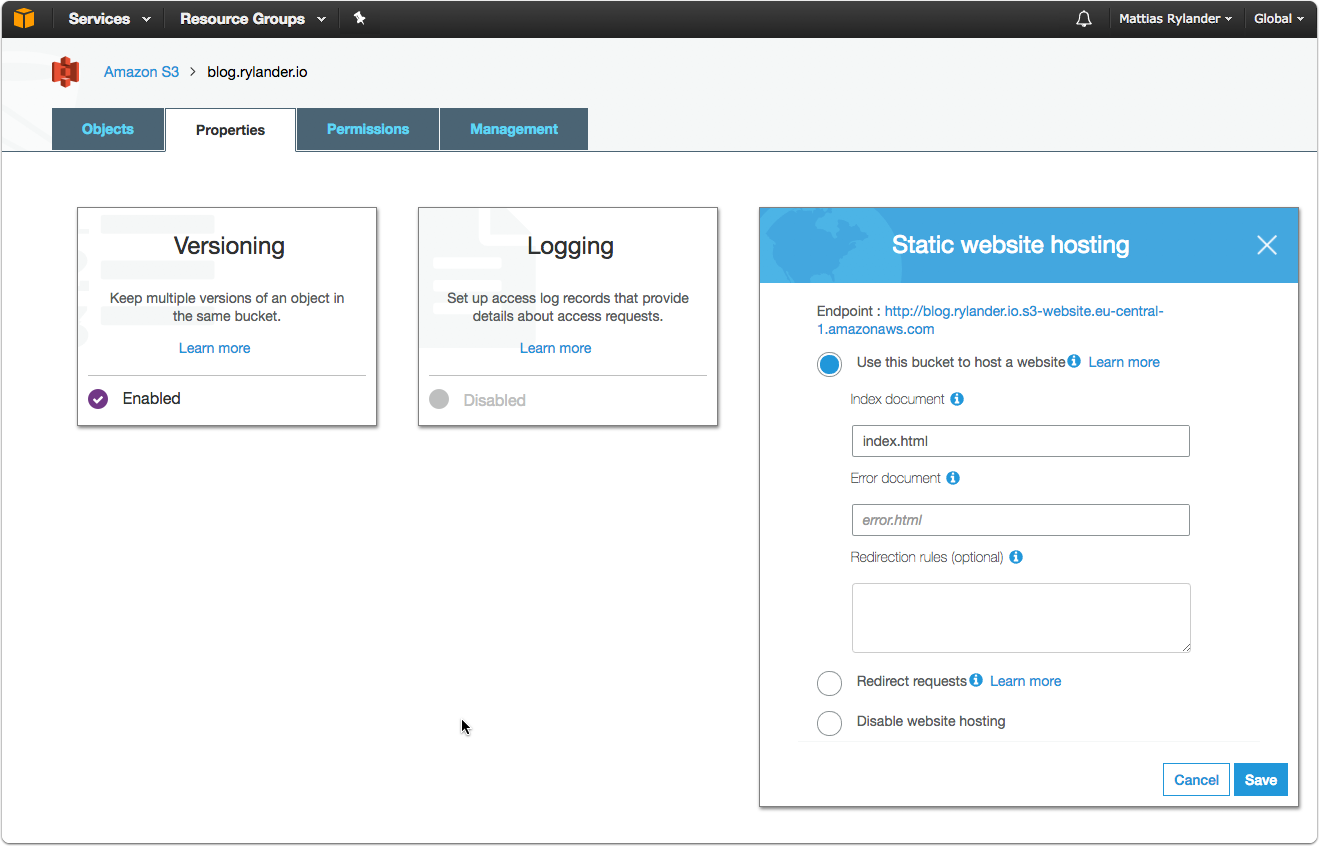 Services Resource Groups Mattias Rylander Global
Amazon S3 > blog.rylander.io
Objects Properties Permissions Management
Versioning
Keep multiple versions of an object in
the same bucket.
Learn more
Enabled
Logging
Set up access log records that provide
details about access requests.
Learn more
Disabled
Static website hosting
Endpoint : http://blog.rylander.io.s3-website.eu-central-
1.amazonaws.com
Use this bucket to host a website Learn more
Index document
index.html
Error document
error.html
Redirection rules (optional)
Redirect requests Learn more
Disable website hosting
Cancel Save